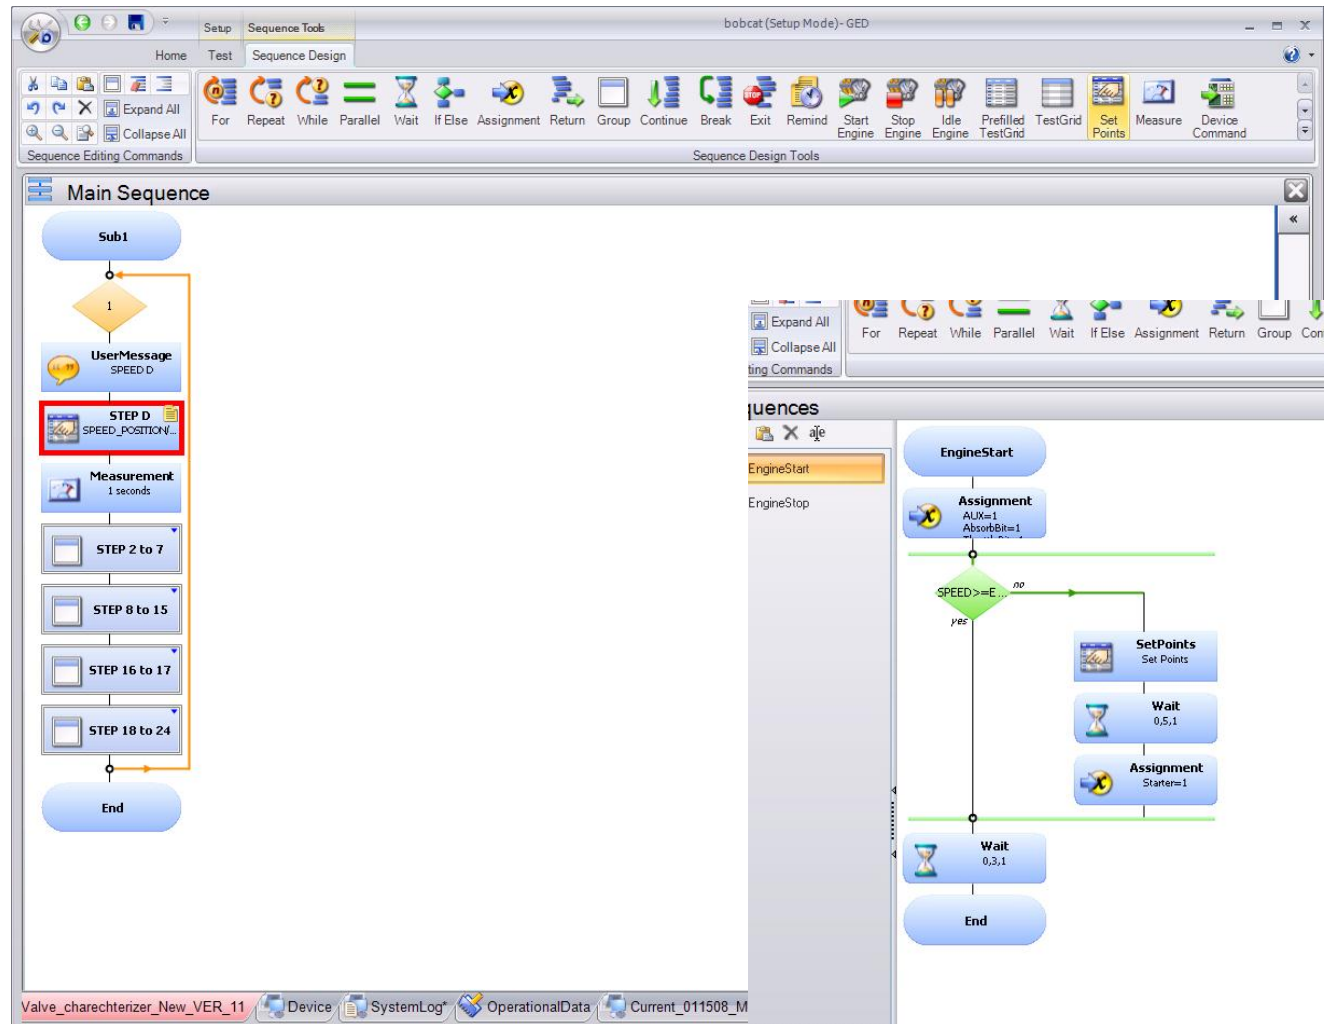 bobcat (Setup Mode)- GED
Setup Sequence Tools
Home Test Sequence Design
Expand All
Collapse All
Sequence Editing Commands
For Repeat While Parallel Wait If Else Assignment Return Group Continue Break Exit Remind Start Engine Stop Engine Idle Engine Prefilled TestGrid TestGrid Set Points Measure Device Command
Sequence Design Tools
Main Sequence
Sub1
1
UserMessage
SPEED D
STEP D
SPEED_POSITION/...
Measurement
1 seconds
STEP 2 to 7
STEP 8 to 15
STEP 16 to 17
STEP 18 to 24
End
Valve_charechterizer_New_VER_11 Device SystemLog* OperationalData Current_011508_M
Expand All
Collapse All
ting Commands
For Repeat While Parallel Wait If Else Assignment Return Group Con
quences
EngineStart
EngineStop
EngineStart
Assignment
AUX=1
AbsorbBit=1
SPEED>=E...
no
yes
SetPoints
Set Points
Wait
0,5,1
Assignment
Starter=1
Wait
0,3,1
End